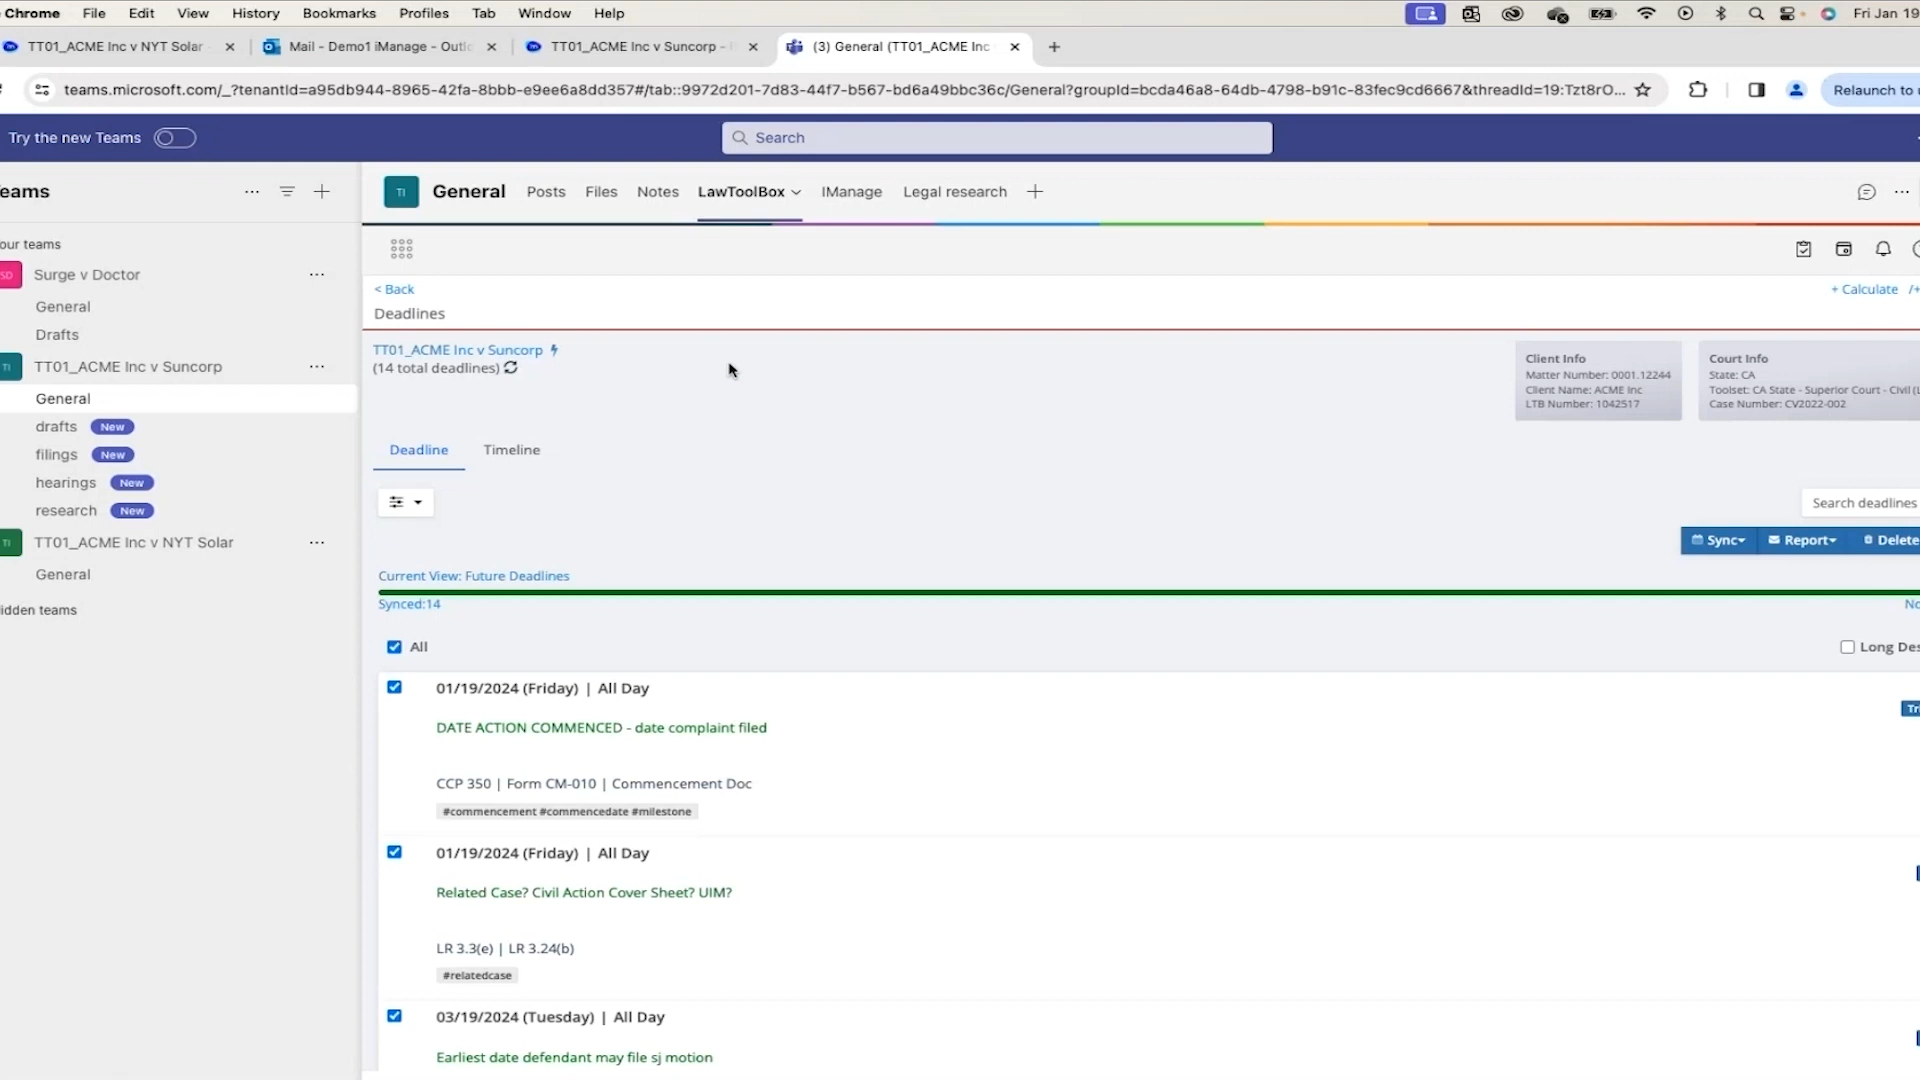 Chrome File Edit View History Bookmarks Profiles Tab Window Help Fri Jan 19
TT01_ACME Inc v NYT Solar Mail - Demo1 iManage - Outl TT01_ACME Inc v Suncorp - (3) General (TT01_ACME Inc
teams.microsoft.com/_?tenantId=a95db944-8965-42fa-8bbb-e9ee6a8dd357#/tab::9972d201-7d83-44f7-b567-bd6a49bbc36c/General?groupId=bcda46a8-64db-4798-b91c-83fec9cd6667&threadId=19:Tzt8rO... Relaunch to u
Try the new Teams Search
eams
our teams
SD Surge v Doctor
General
Drafts
TI TT01_ACME Inc v Suncorp
General
drafts New
filings New
hearings New
research New
TI TT01_ACME Inc v NYT Solar
General
idden teams
TI General Posts Files Notes LawToolBox IManage Legal research
< Back + Calculate /+
Deadlines
TT01_ACME Inc v Suncorp
(14 total deadlines)
Client Info
Matter Number: 0001.12244
Client Name: ACME Inc
LTB Number: 1042517
Court Info
State: CA
Toolset: CA State - Superior Court - Civil (L
Case Number: CV2022-002
Deadline Timeline
Search deadlines
Sync Report Delete
Current View: Future Deadlines
Synced:14 No
All Long Des
01/19/2024 (Friday) | All Day
Tri
DATE ACTION COMMENCED - date complaint filed
CCP 350 | Form CM-010 | Commencement Doc
#commencement #commencedate #milestone
01/19/2024 (Friday) | All Day
Related Case? Civil Action Cover Sheet? UIM?
LR 3.3(e) | LR 3.24(b)
#relatedcase
03/19/2024 (Tuesday) | All Day
Earliest date defendant may file sj motion